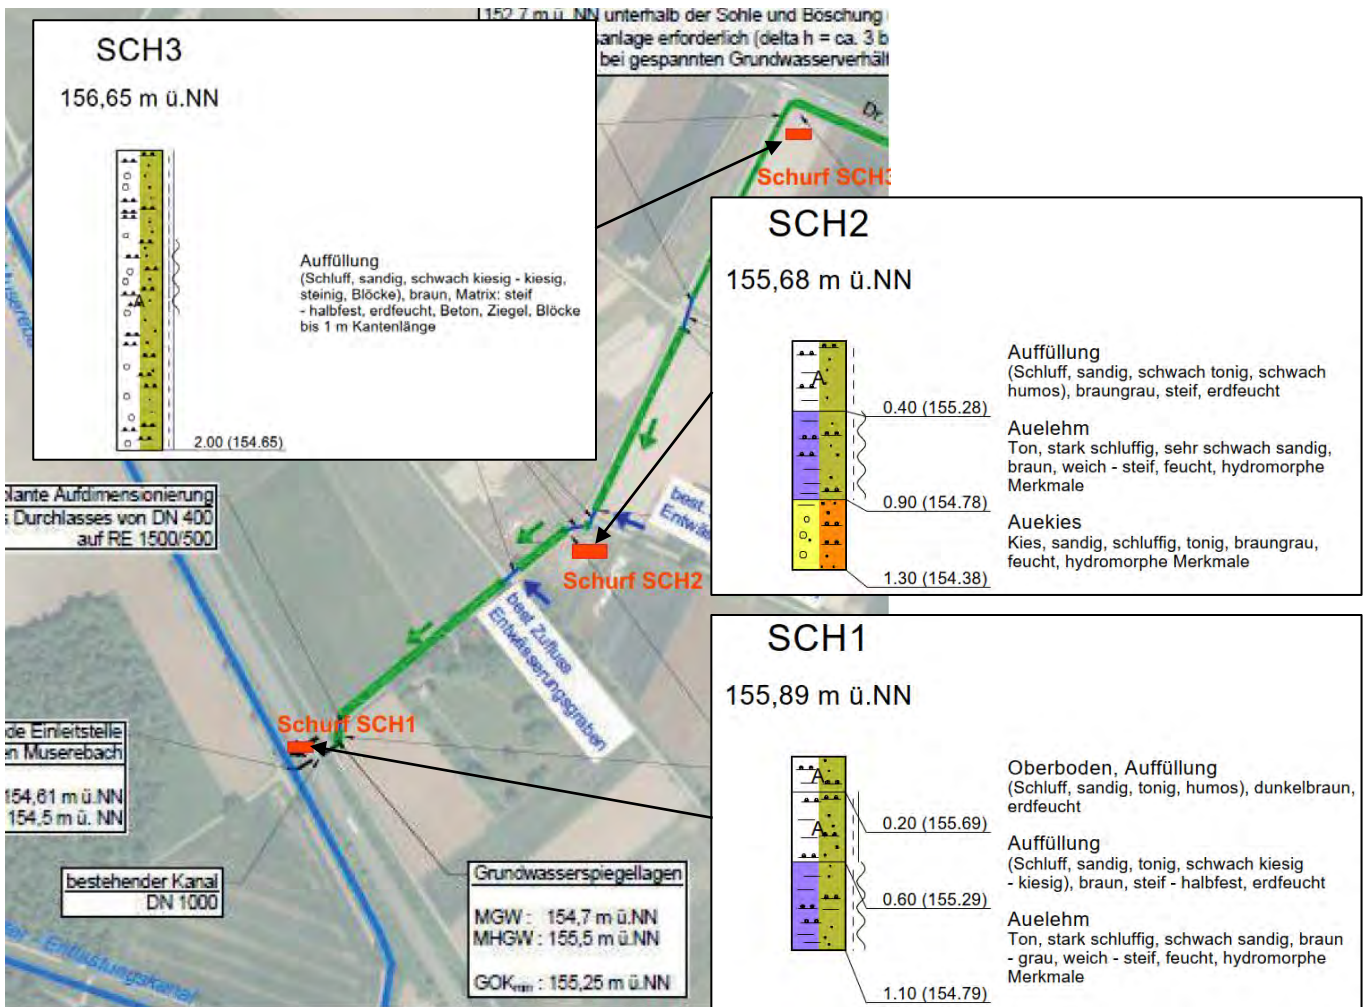 152,7 m ü. NN unterhalb der Sohle und Böschung
anlage erforderlich (delta h = ca. 3 b
bei gespannten Grundwasserverhält
SCH3
156,65 m ü.NN
A
Auffüllung
(Schluff, sandig, schwach kiesig - kiesig,
steinig, Blöcke), braun, Matrix: steif
- halbfest, erdfeucht, Beton, Ziegel, Blöcke
bis 1 m Kantenlänge
2.00 (154.65)
Dr.
Schurf SCH3
SCH2
155,68 m ü.NN
A
Auffüllung
(Schluff, sandig, schwach tonig, schwach
humos), braungrau, steif, erdfeucht
0.40 (155.28)
Auelehm
Ton, stark schluffig, sehr schwach sandig,
braun, weich - steif, feucht, hydromorphe
Merkmale
0.90 (154.78)
Auekies
Kies, sandig, schluffig, tonig, braungrau,
feucht, hydromorphe Merkmale
1.30 (154.38)
plante Aufdimensionierung
s Durchlasses von DN 400
auf RE 1500/500
best.
Entwäs
Schurf SCH2
best Zufluss
Entwässerungsgraben
Schurf SCH1
de Einleitstelle
en Muserebach
154,61 m ü.NN
154,5 m ü. NN
bestehender Kanal
DN 1000
Grundwasserspiegellagen
MGW : 154,7 m ü.NN
MHGW : 155,5 m ü.NN
GOKmin : 155,25 m ü.NN
Entlastungskanal
SCH1
155,89 m ü.NN
A
Oberboden, Auffüllung
(Schluff, sandig, tonig, humos), dunkelbraun,
erdfeucht
0.20 (155.69)
A
Auffüllung
(Schluff, sandig, tonig, schwach kiesig
- kiesig), braun, steif - halbfest, erdfeucht
0.60 (155.29)
Auelehm
Ton, stark schluffig, schwach sandig, braun
- grau, weich - steif, feucht, hydromorphe
Merkmale
1.10 (154.79)